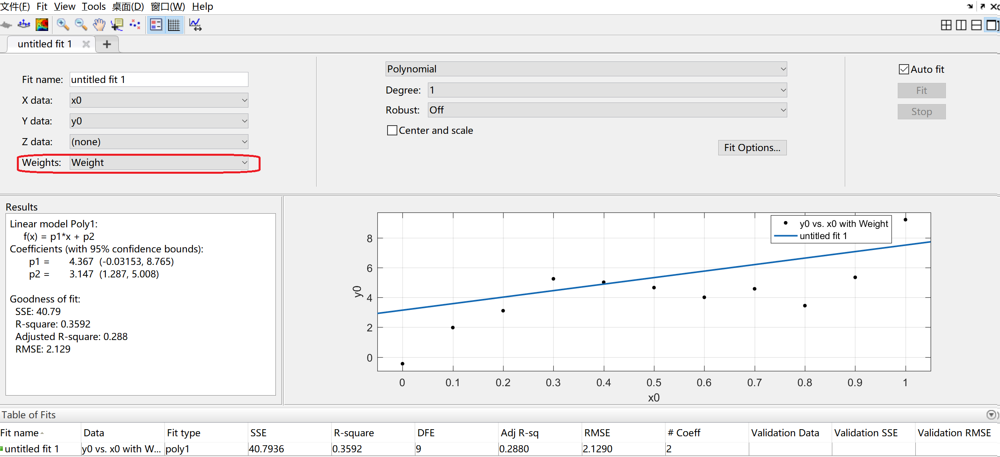 文件(F) Fit View Tools 桌面(D) 窗口(W) Help
untitled fit 1
Fit name: untitled fit 1
X data: x0
Y data: y0
Z data: (none)
Weights: Weight
Polynomial
Degree: 1
Robust: Off
Center and scale
Fit Options...
Auto fit
Fit
Stop
Results
Linear model Poly1:
f(x) = p1*x + p2
Coefficients (with 95% confidence bounds):
p1 = 4.367 (-0.03153, 8.765)
p2 = 3.147 (1.287, 5.008)
Goodness of fit:
SSE: 40.79
R-square: 0.3592
Adjusted R-square: 0.288
RMSE: 2.129
y0 vs. x0 with Weight
untitled fit 1
8
6
4
2
0
y0
0 0.1 0.2 0.3 0.4 0.5 0.6 0.7 0.8 0.9 1
x0
Table of Fits
Fit name Data Fit type SSE R-square DFE Adj R-sq RMSE # Coeff Validation Data Validation SSE Validation RMSE
untitled fit 1 y0 vs. x0 with W... poly1 40.7936 0.3592 9 0.2880 2.1290 2